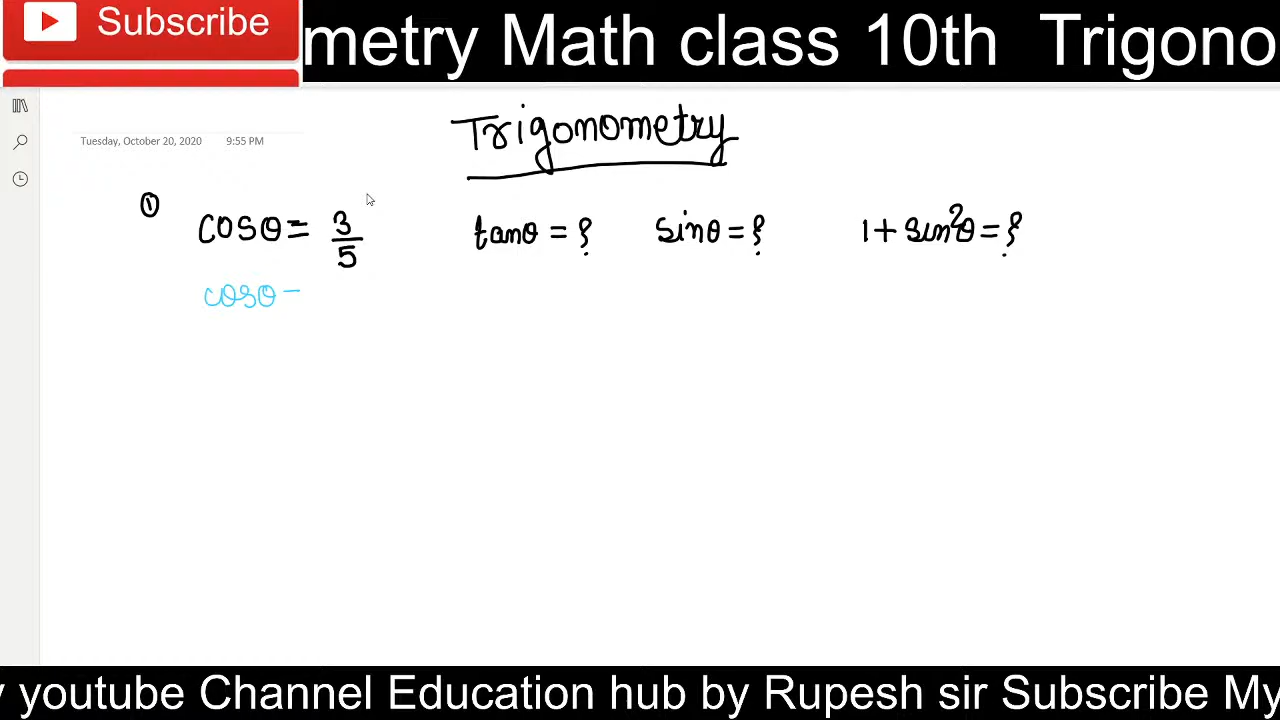 Subscribe
metry Math class 10th Trigono
Tuesday, October 20, 2020 9:55 PM
Trigonometry
① cosθ = 3/5 tanθ = ? sinθ = ? 1 + sin²θ = ?
cosθ =
y youtube Channel Education hub by Rupesh sir Subscribe My